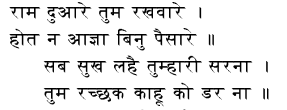 राम दुआरे तुम रखवारे ।
होत न आज्ञा बिनु पैसारे ॥
सब सुख लहै तुम्हारी सरना ।
तुम रच्छक काहू को डर ना ॥